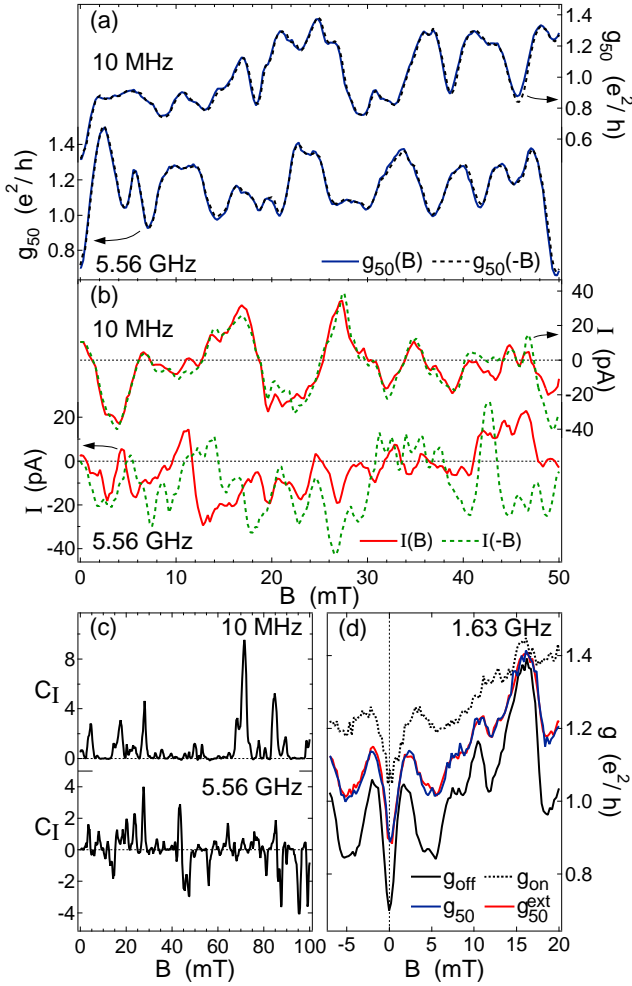 (a)
10 MHz
1.4
1.2
1.0
0.8
0.6
g50 (e2/ h)
1.4
1.2
1.0
0.8
g50 (e2/ h)
5.56 GHz
g50(B) g50(-B)
(b)
10 MHz
40
20
0
-20
-40
I (pA)
20
0
-20
-40
I (pA)
5.56 GHz
I(B) I(-B)
0 10 20 30 40 50
B (mT)
(c)
10 MHz
8
4
0
CI
5.56 GHz
4
2
0
-2
-4
CI
0 20 40 60 80 100
B (mT)
(d)
1.63 GHz
1.4
1.2
1.0
0.8
g (e2/ h)
goff gon
g50 g50ext
-5 0 5 10 15 20
B (mT)